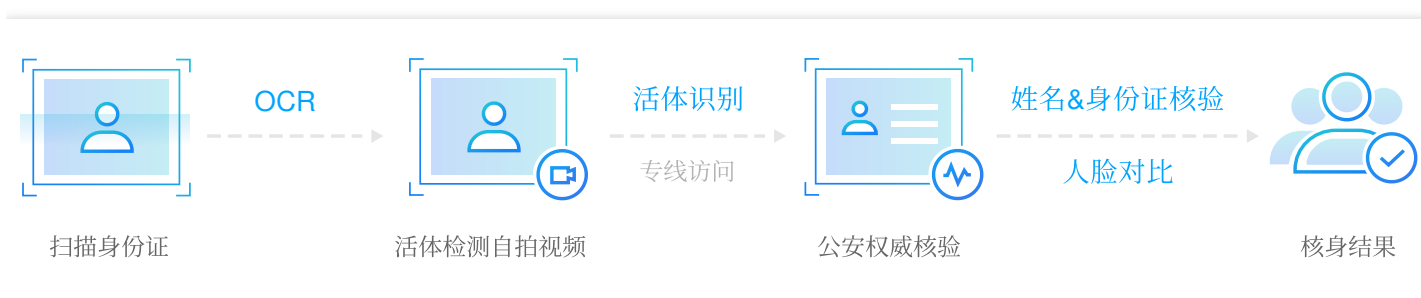 OCR
活体识别
专线访问
姓名&身份证核验
人脸对比
扫描身份证
活体检测自拍视频
公安权威核验
核身结果